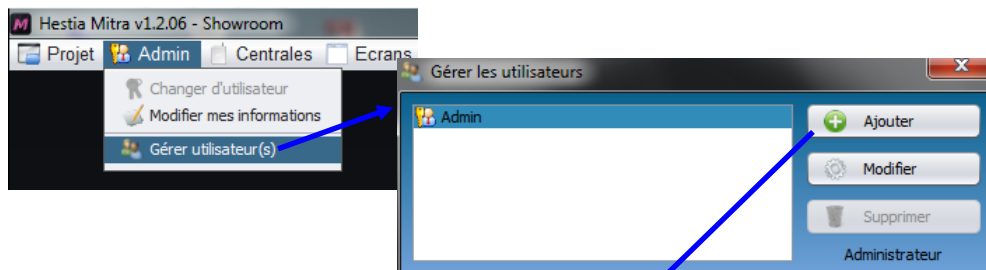 Hestia Mitra v1.2.06 - Showroom
Projet Admin Centrales Ecrans
Changer d'utilisateur
Modifier mes informations
Gérer utilisateur(s)
Gérer les utilisateurs
Admin
Ajouter
Modifier
Supprimer
Administrateur